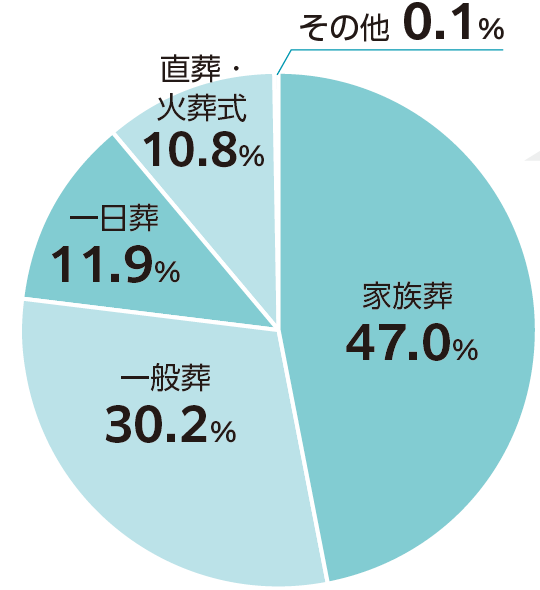 その他 0.1%
直葬・
火葬式
10.8%
一日葬
11.9%
家族葬
47.0%
一般葬
30.2%